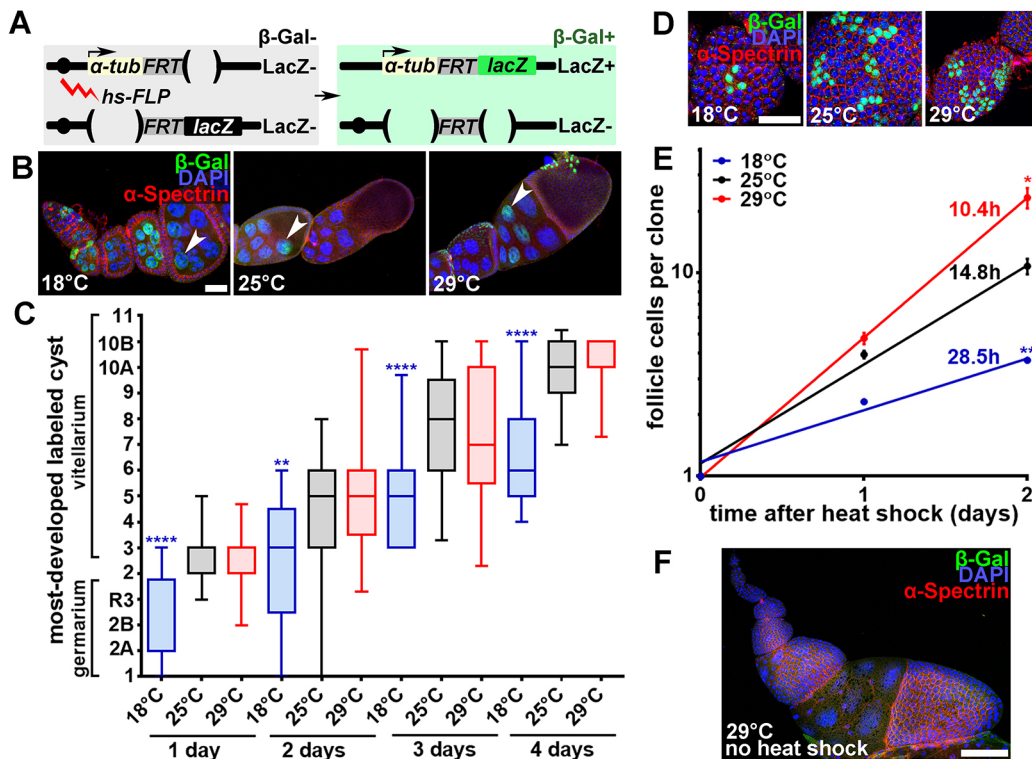 A
β-Gal-
α-tub FRT ( ) LacZ-
hs-FLP
( ) FRT lacZ LacZ-
β-Gal+
α-tub FRT lacZ LacZ+
( ) FRT ( ) LacZ-
B
β-Gal
DAPI
α-Spectrin
18°C
25°C
29°C
C
most-developed labeled cyst
germarium
vitellarium
11
10B
10A
8
7
6
5
4
3
2
R3
2B
2A
1
****
**
****
****
18°C
25°C
29°C
18°C
25°C
29°C
18°C
25°C
29°C
18°C
25°C
29°C
1 day
2 days
3 days
4 days
D
β-Gal
DAPI
α-Spectrin
18°C
25°C
29°C
E
18°C
25°C
29°C
follicle cells per clone
10
1
*
10.4h
14.8h
28.5h
**
0
1
2
time after heat shock (days)
F
β-Gal
DAPI
α-Spectrin
29°C
no heat shock